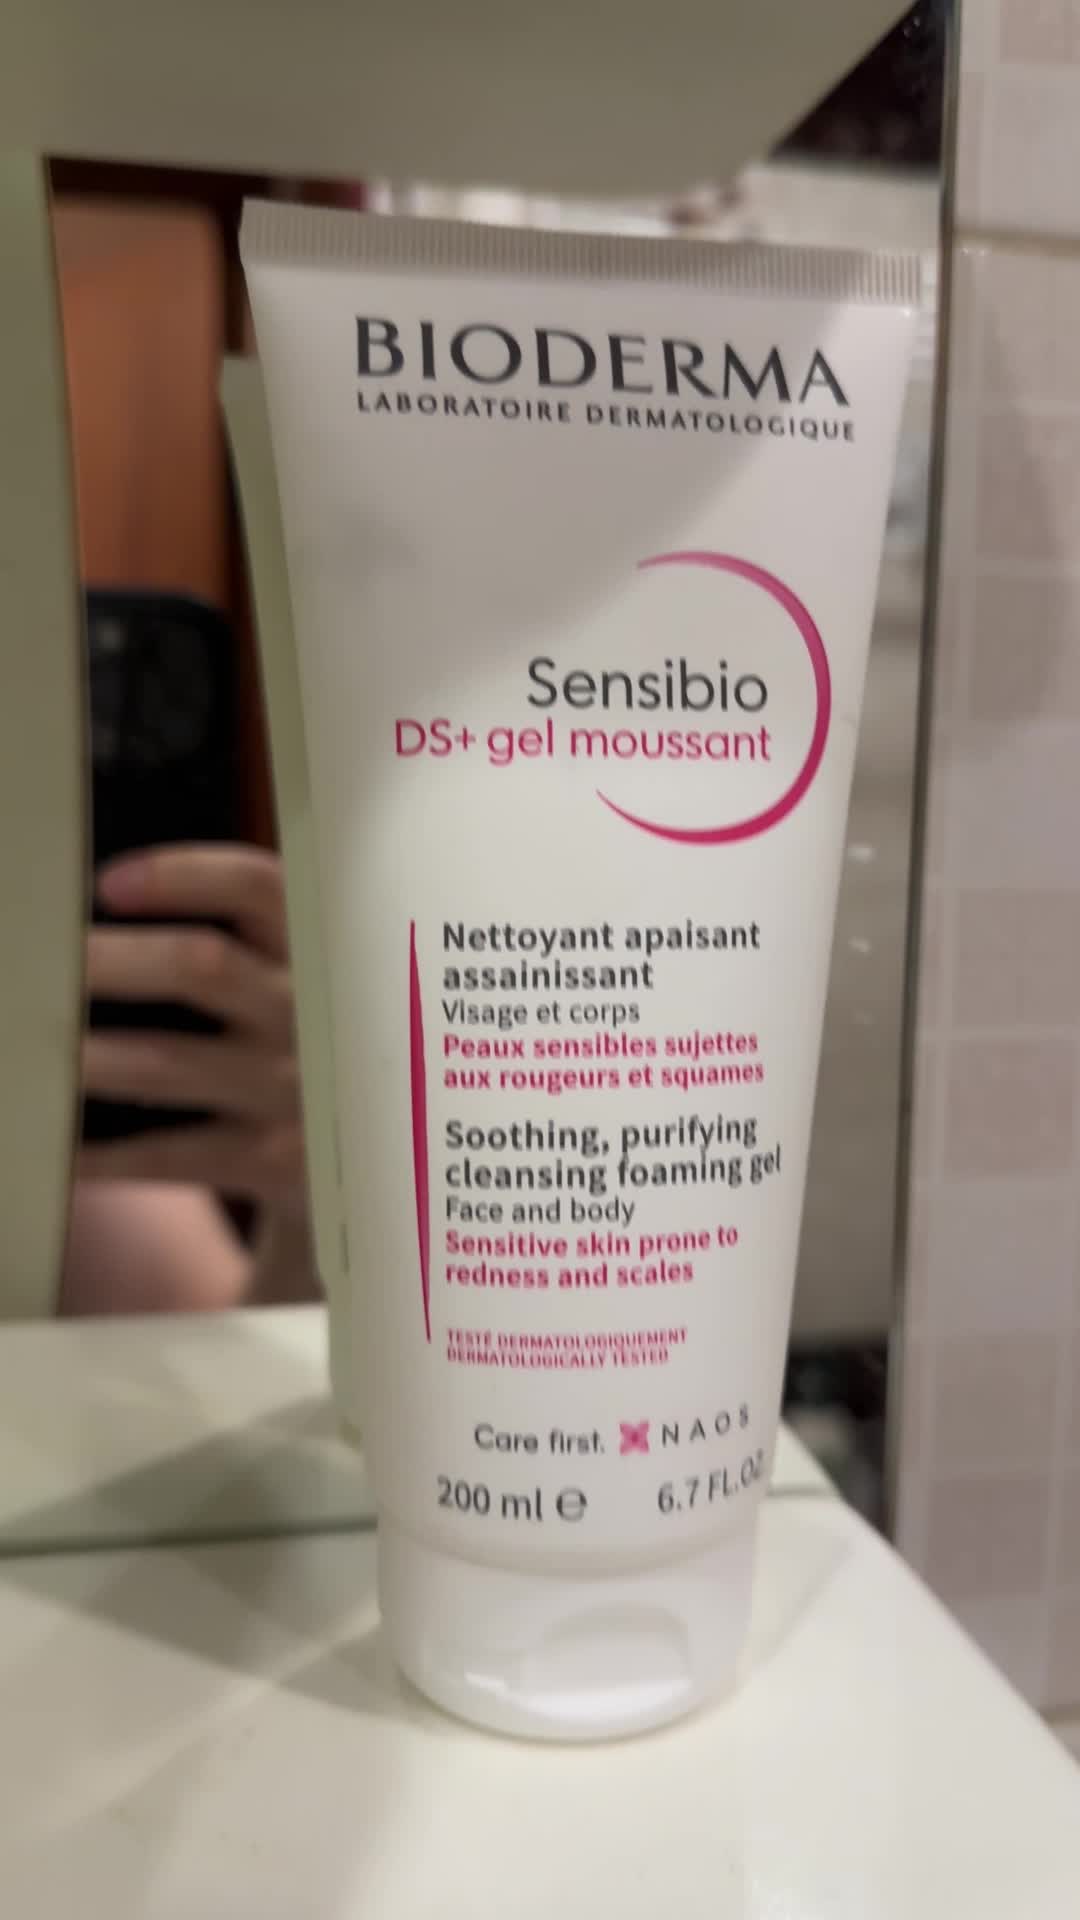 BIODERMA
LABORATOIRE DERMATOLOGIQUE
Sensibio
DS+ gel moussant
Nettoyant apaisant
assainissant
Visage et corps
Peaux sensibles sujettes
aux rougeurs et squames
Soothing, purifying
cleansing foaming gel
Face and body
Sensitive skin prone to
redness and scales
TESTÉ DERMATOLOGIQUEMENT
DERMATOLOGICALLY TESTED
Care first. NAOS
200 ml ℮ 6.7 FL.OZ